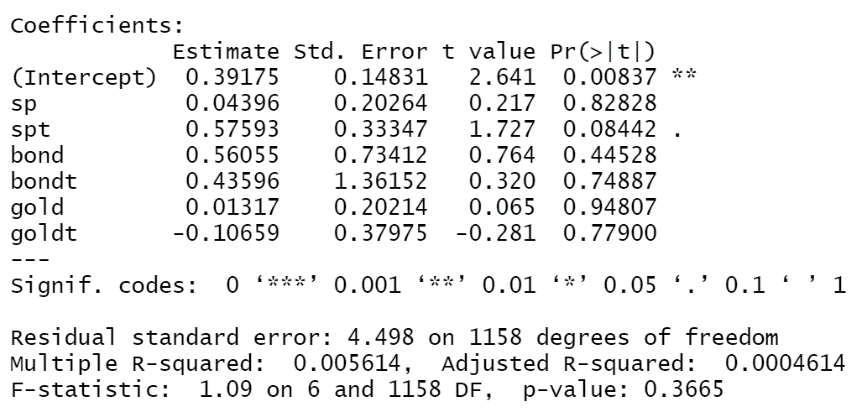 Coefficients:
            Estimate Std. Error t value Pr(>|t|)
(Intercept)  0.39175    0.14831   2.641  0.00837 **
sp           0.04396    0.20264   0.217  0.82828
spt          0.57593    0.33347   1.727  0.08442 .
bond         0.56055    0.73412   0.764  0.44528
bondt        0.43596    1.36152   0.320  0.74887
gold         0.01317    0.20214   0.065  0.94807
goldt       -0.10659    0.37975  -0.281  0.77900
---
Signif. codes:  0 ‘***’ 0.001 ‘**’ 0.01 ‘*’ 0.05 ‘.’ 0.1 ‘ ’ 1
Residual standard error: 4.498 on 1158 degrees of freedom
Multiple R-squared:  0.005614,  Adjusted R-squared:  0.0004614
F-statistic:  1.09 on 6 and 1158 DF,  p-value: 0.3665